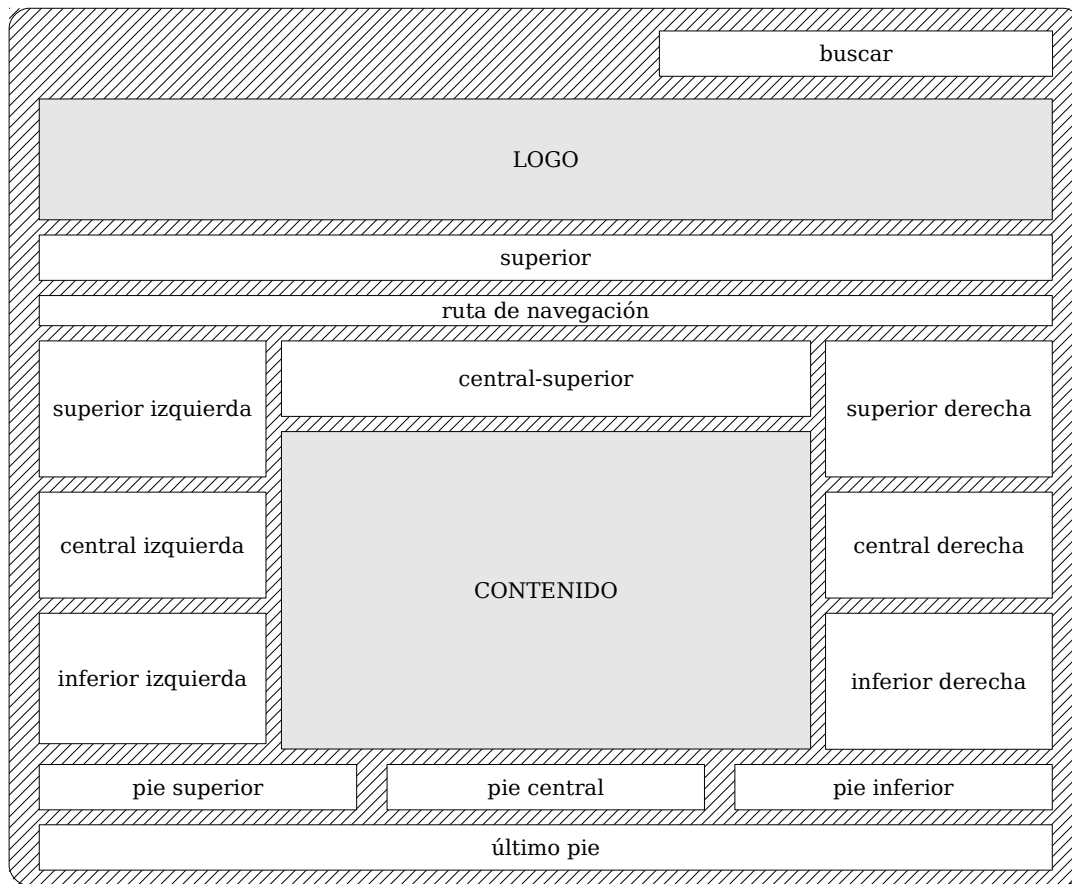 buscar
LOGO
superior
ruta de navegación
superior izquierda
central-superior
superior derecha
central izquierda
CONTENIDO
central derecha
inferior izquierda
inferior derecha
pie superior
pie central
pie inferior
último pie